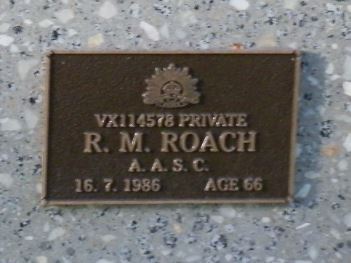 VX114578 PRIVATE
R. M. ROACH
A. A. S. C.
16. 7. 1986 AGE 66